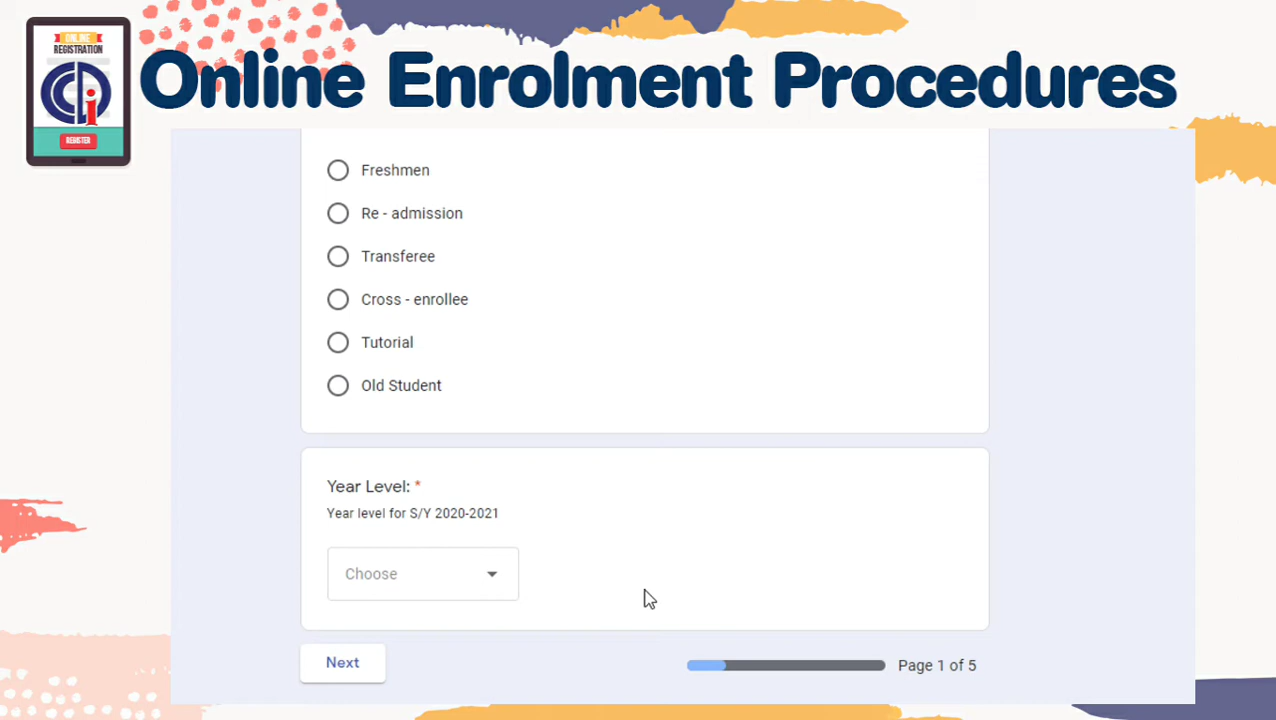 Online Enrolment Procedures
ONLINE
REGISTRATION
CCDi
REGISTER
Freshmen
Re - admission
Transferee
Cross - enrollee
Tutorial
Old Student
Year Level: *
Year level for S/Y 2020-2021
Choose
Next
Page 1 of 5